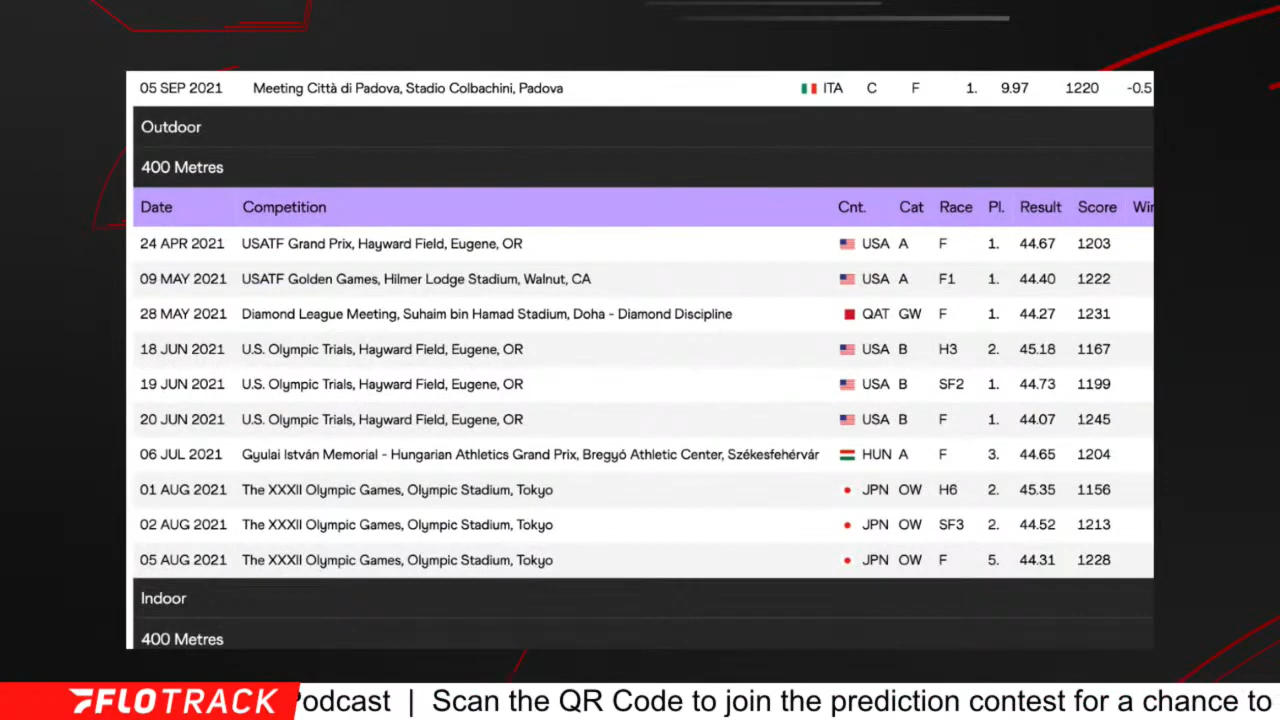 05 SEP 2021 Meeting Città di Padova, Stadio Colbachini, Padova ITA C F 1. 9.97 1220 -0.5
Outdoor
400 Metres
Date Competition Cnt. Cat Race Pl. Result Score Wir
24 APR 2021 USATF Grand Prix, Hayward Field, Eugene, OR USA A F 1. 44.67 1203
09 MAY 2021 USATF Golden Games, Hilmer Lodge Stadium, Walnut, CA USA A F1 1. 44.40 1222
28 MAY 2021 Diamond League Meeting, Suhaim bin Hamad Stadium, Doha - Diamond Discipline QAT GW F 1. 44.27 1231
18 JUN 2021 U.S. Olympic Trials, Hayward Field, Eugene, OR USA B H3 2. 45.18 1167
19 JUN 2021 U.S. Olympic Trials, Hayward Field, Eugene, OR USA B SF2 1. 44.73 1199
20 JUN 2021 U.S. Olympic Trials, Hayward Field, Eugene, OR USA B F 1. 44.07 1245
06 JUL 2021 Gyulai István Memorial - Hungarian Athletics Grand Prix, Bregyó Athletic Center, Székesfehérvár HUN A F 3. 44.65 1204
01 AUG 2021 The XXXII Olympic Games, Olympic Stadium, Tokyo JPN OW H6 2. 45.35 1156
02 AUG 2021 The XXXII Olympic Games, Olympic Stadium, Tokyo JPN OW SF3 2. 44.52 1213
05 AUG 2021 The XXXII Olympic Games, Olympic Stadium, Tokyo JPN OW F 5. 44.31 1228
Indoor
400 Metres
FLOTRACK Podcast | Scan the QR Code to join the prediction contest for a chance to